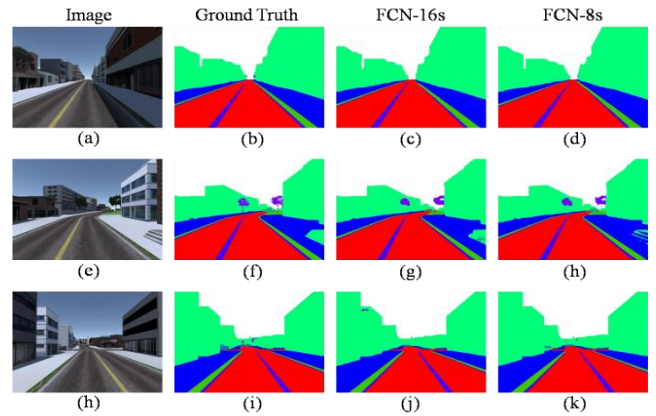 Image Ground Truth FCN-16s FCN-8s
(a) (b) (c) (d)
(e) (f) (g) (h)
(h) (i) (j) (k)